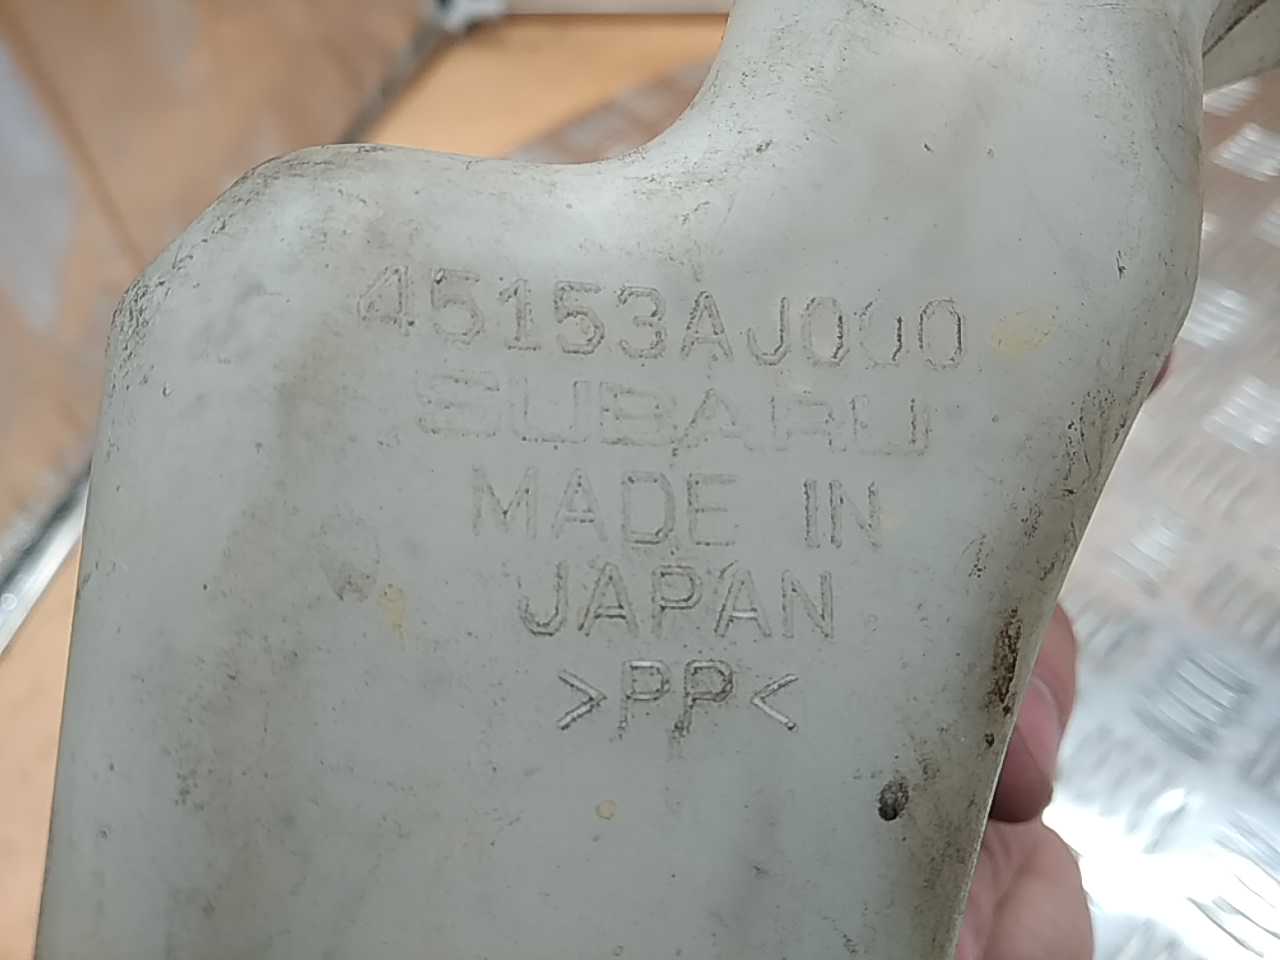 45153AJ000
SUBARU
MADE IN
JAPAN
>PP<